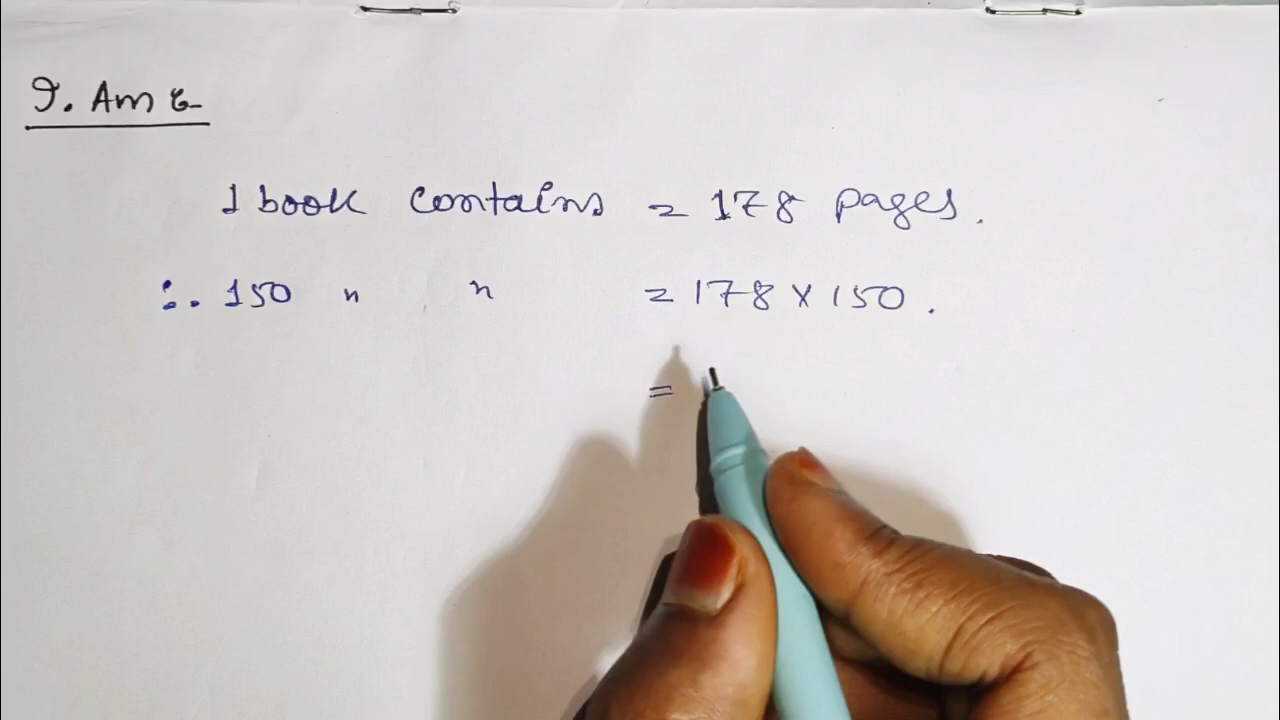 9. Ans
1 book contains = 178 pages.
∴ 150 " " = 178 × 150.
=